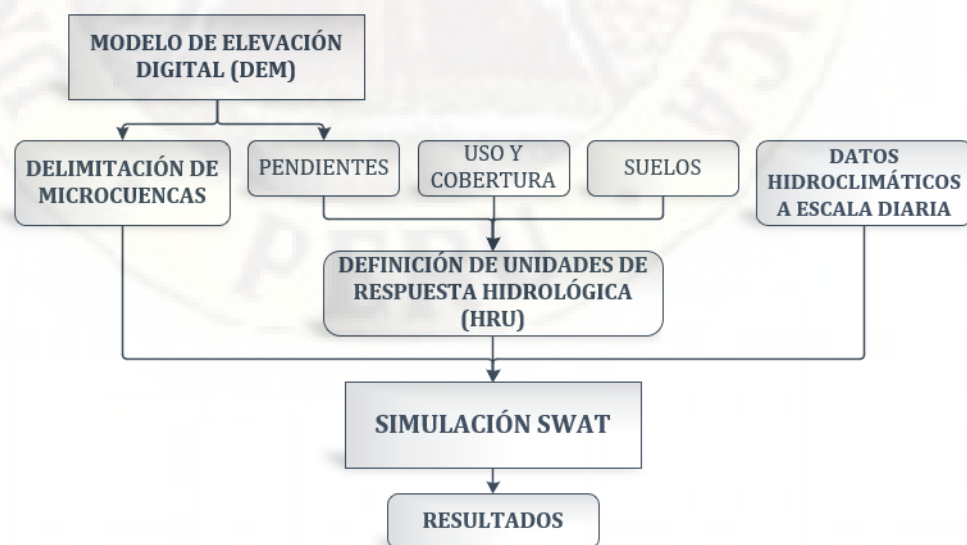 MODELO DE ELEVACIÓN
DIGITAL (DEM)
DELIMITACIÓN DE
MICROCUENCAS
PENDIENTES
USO Y
COBERTURA
SUELOS
DATOS
HIDROCLIMÁTICOS
A ESCALA DIARIA
DEFINICIÓN DE UNIDADES DE
RESPUESTA HIDROLÓGICA
(HRU)
SIMULACIÓN SWAT
RESULTADOS